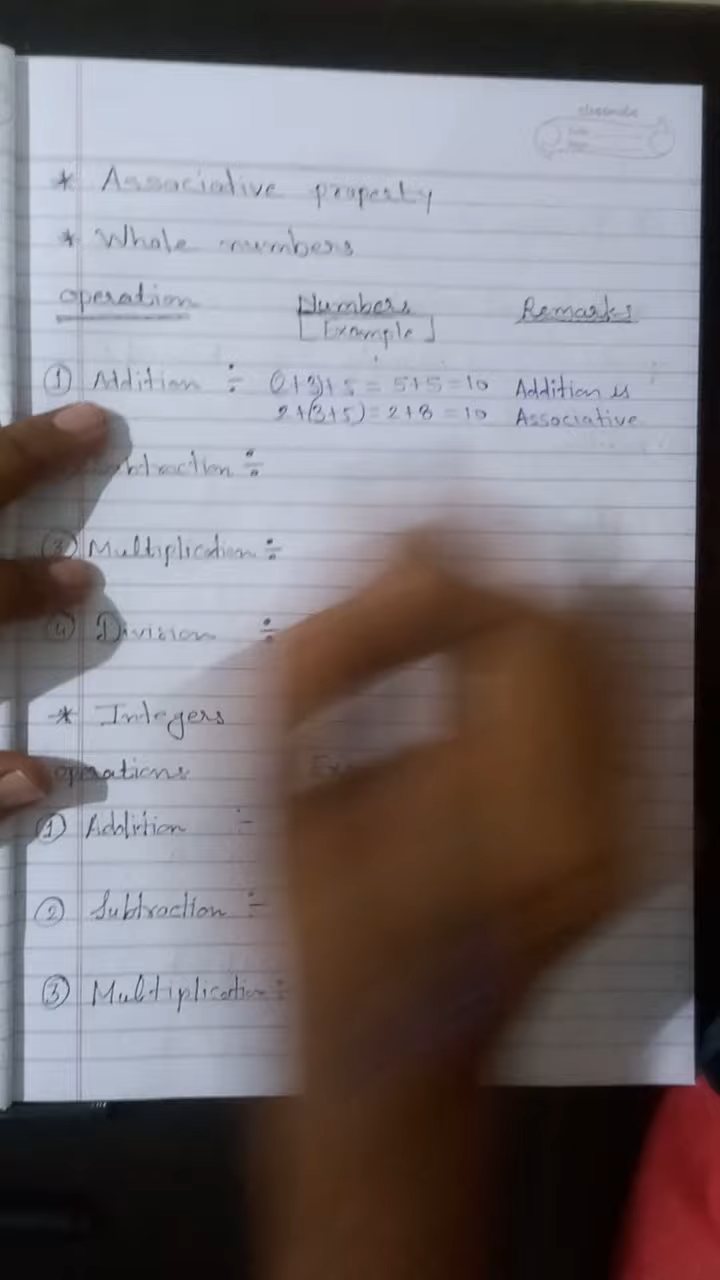 classmate
* Associative property
* Whole numbers
operation Numbers Remarks
[Example]
① Addition ÷ (2+3)+5 = 5+5 = 10 Addition is
2+(3+5) = 2+8 = 10 Associative
Subtraction ÷
③ Multiplication ÷
④ Division ÷
* Integers
operations
① Addition :-
② Subtraction :-
③ Multiplication :-